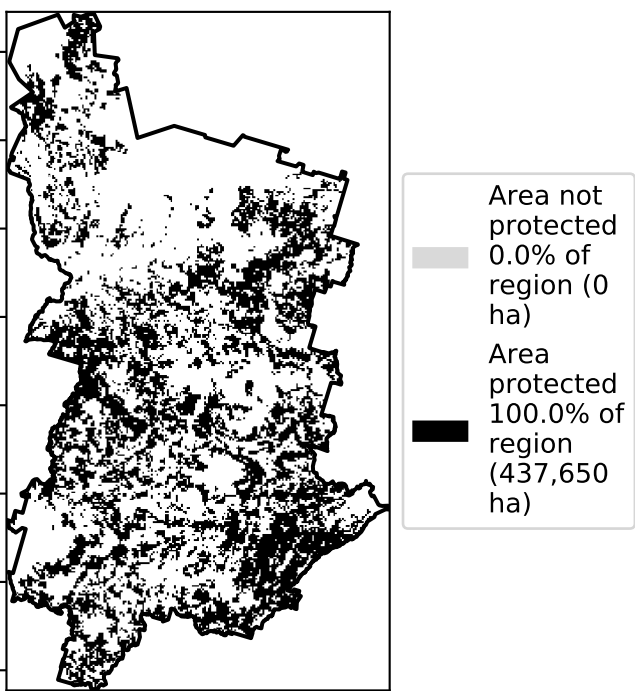 Area not
protected
0.0% of
region (0
ha)
Area
protected
100.0% of
region
(437,650
ha)